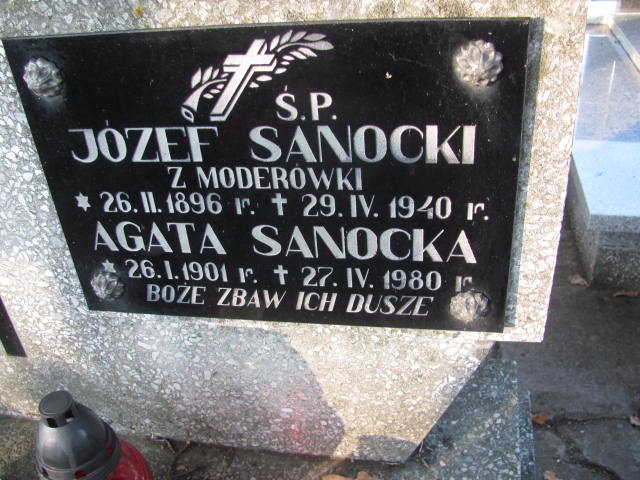 Ś.P.
JÓZEF SANOCKI
Z MODERÓWKI
* 26.II.1896 r. † 29.IV.1940 r.
AGATA SANOCKA
* 26.I.1901 r. † 27.IV.1980 r.
BOŻE ZBAW ICH DUSZE